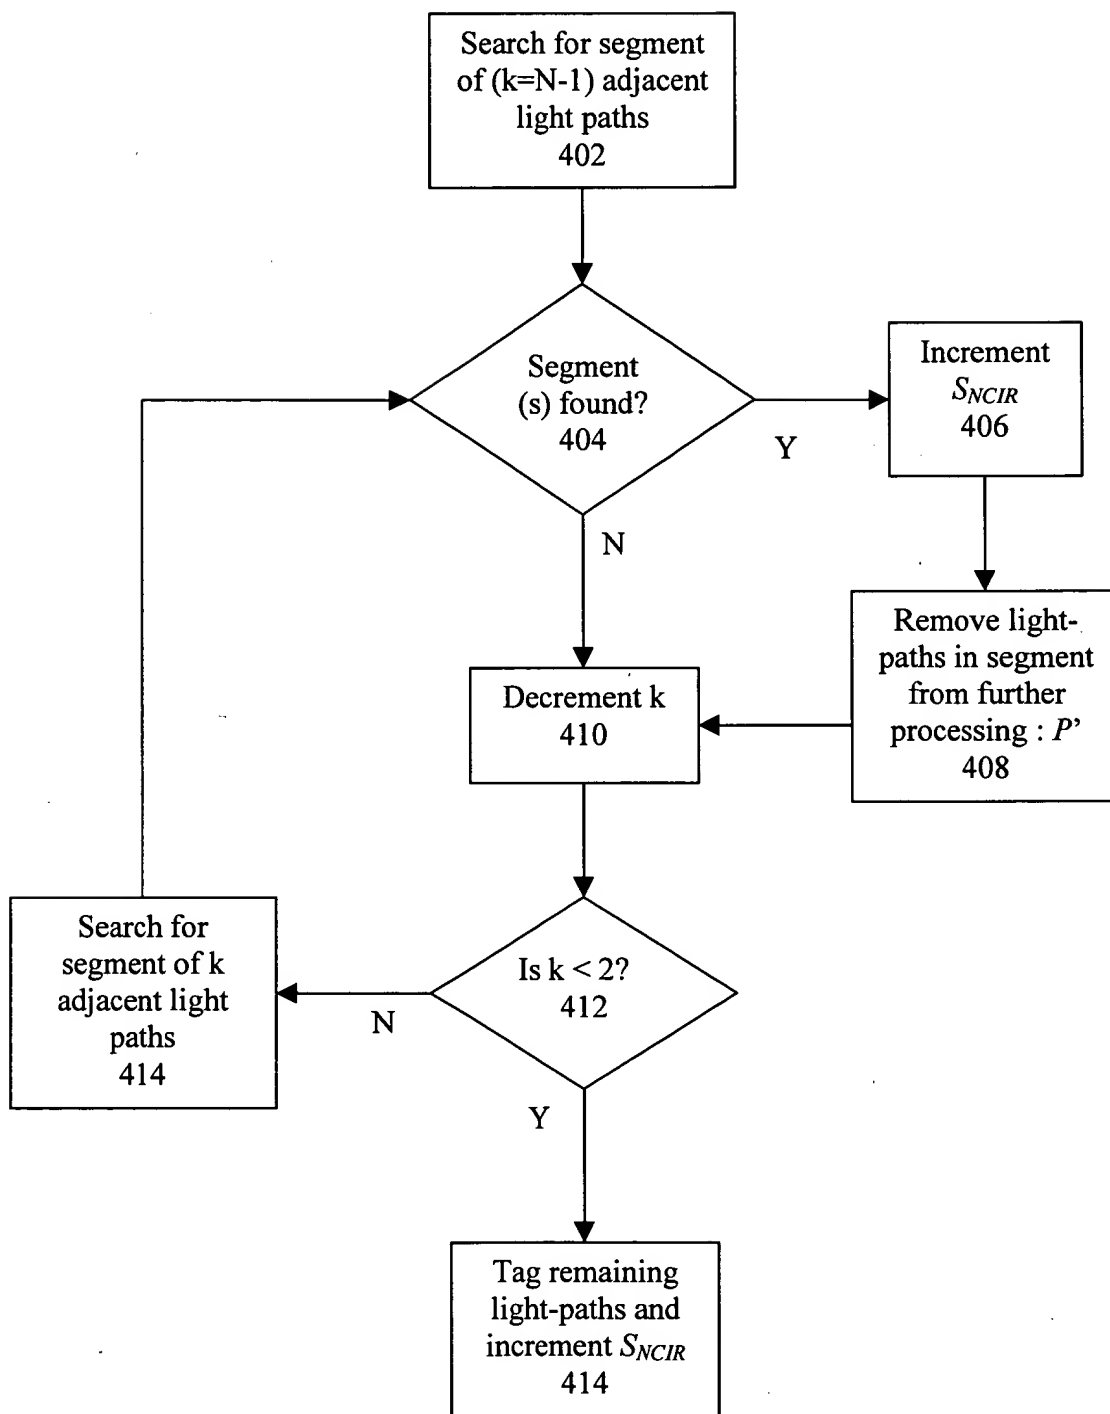 Search for segment
of (k=N-1) adjacent
light paths
402
Segment
(s) found?
404
Y
N
Increment
S_NCIR
406
Remove light-
paths in segment
from further
processing : P’
408
Decrement k
410
Is k < 2?
412
N
Y
Search for
segment of k
adjacent light
paths
414
Tag remaining
light-paths and
increment S_NCIR
414